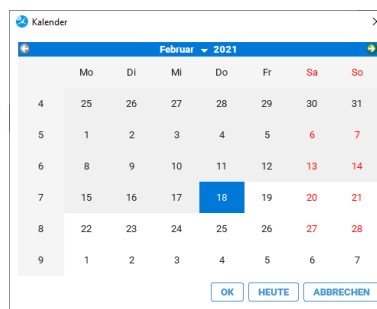 Kalender
Februar 2021
Mo Di Mi Do Fr Sa So
4 25 26 27 28 29 30 31
5 1 2 3 4 5 6 7
6 8 9 10 11 12 13 14
7 15 16 17 18 19 20 21
8 22 23 24 25 26 27 28
9 1 2 3 4 5 6 7
OK HEUTE ABBRECHEN